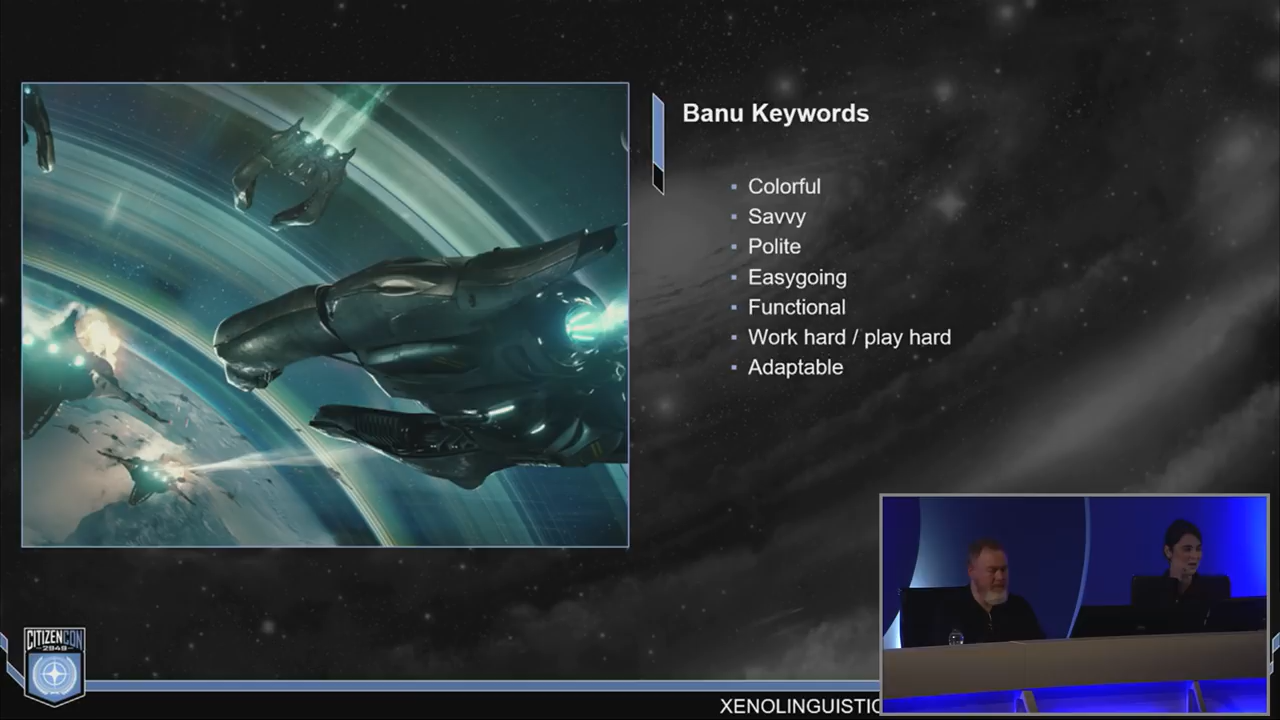 Banu Keywords
Colorful
Savvy
Polite
Easygoing
Functional
Work hard / play hard
Adaptable
CITIZENCON
2949
XENOLINGUISTIC